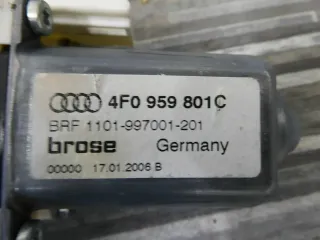 4F0 959 801C
BRF 1101-997001-201
brose Germany
00000 17.01.2006 B